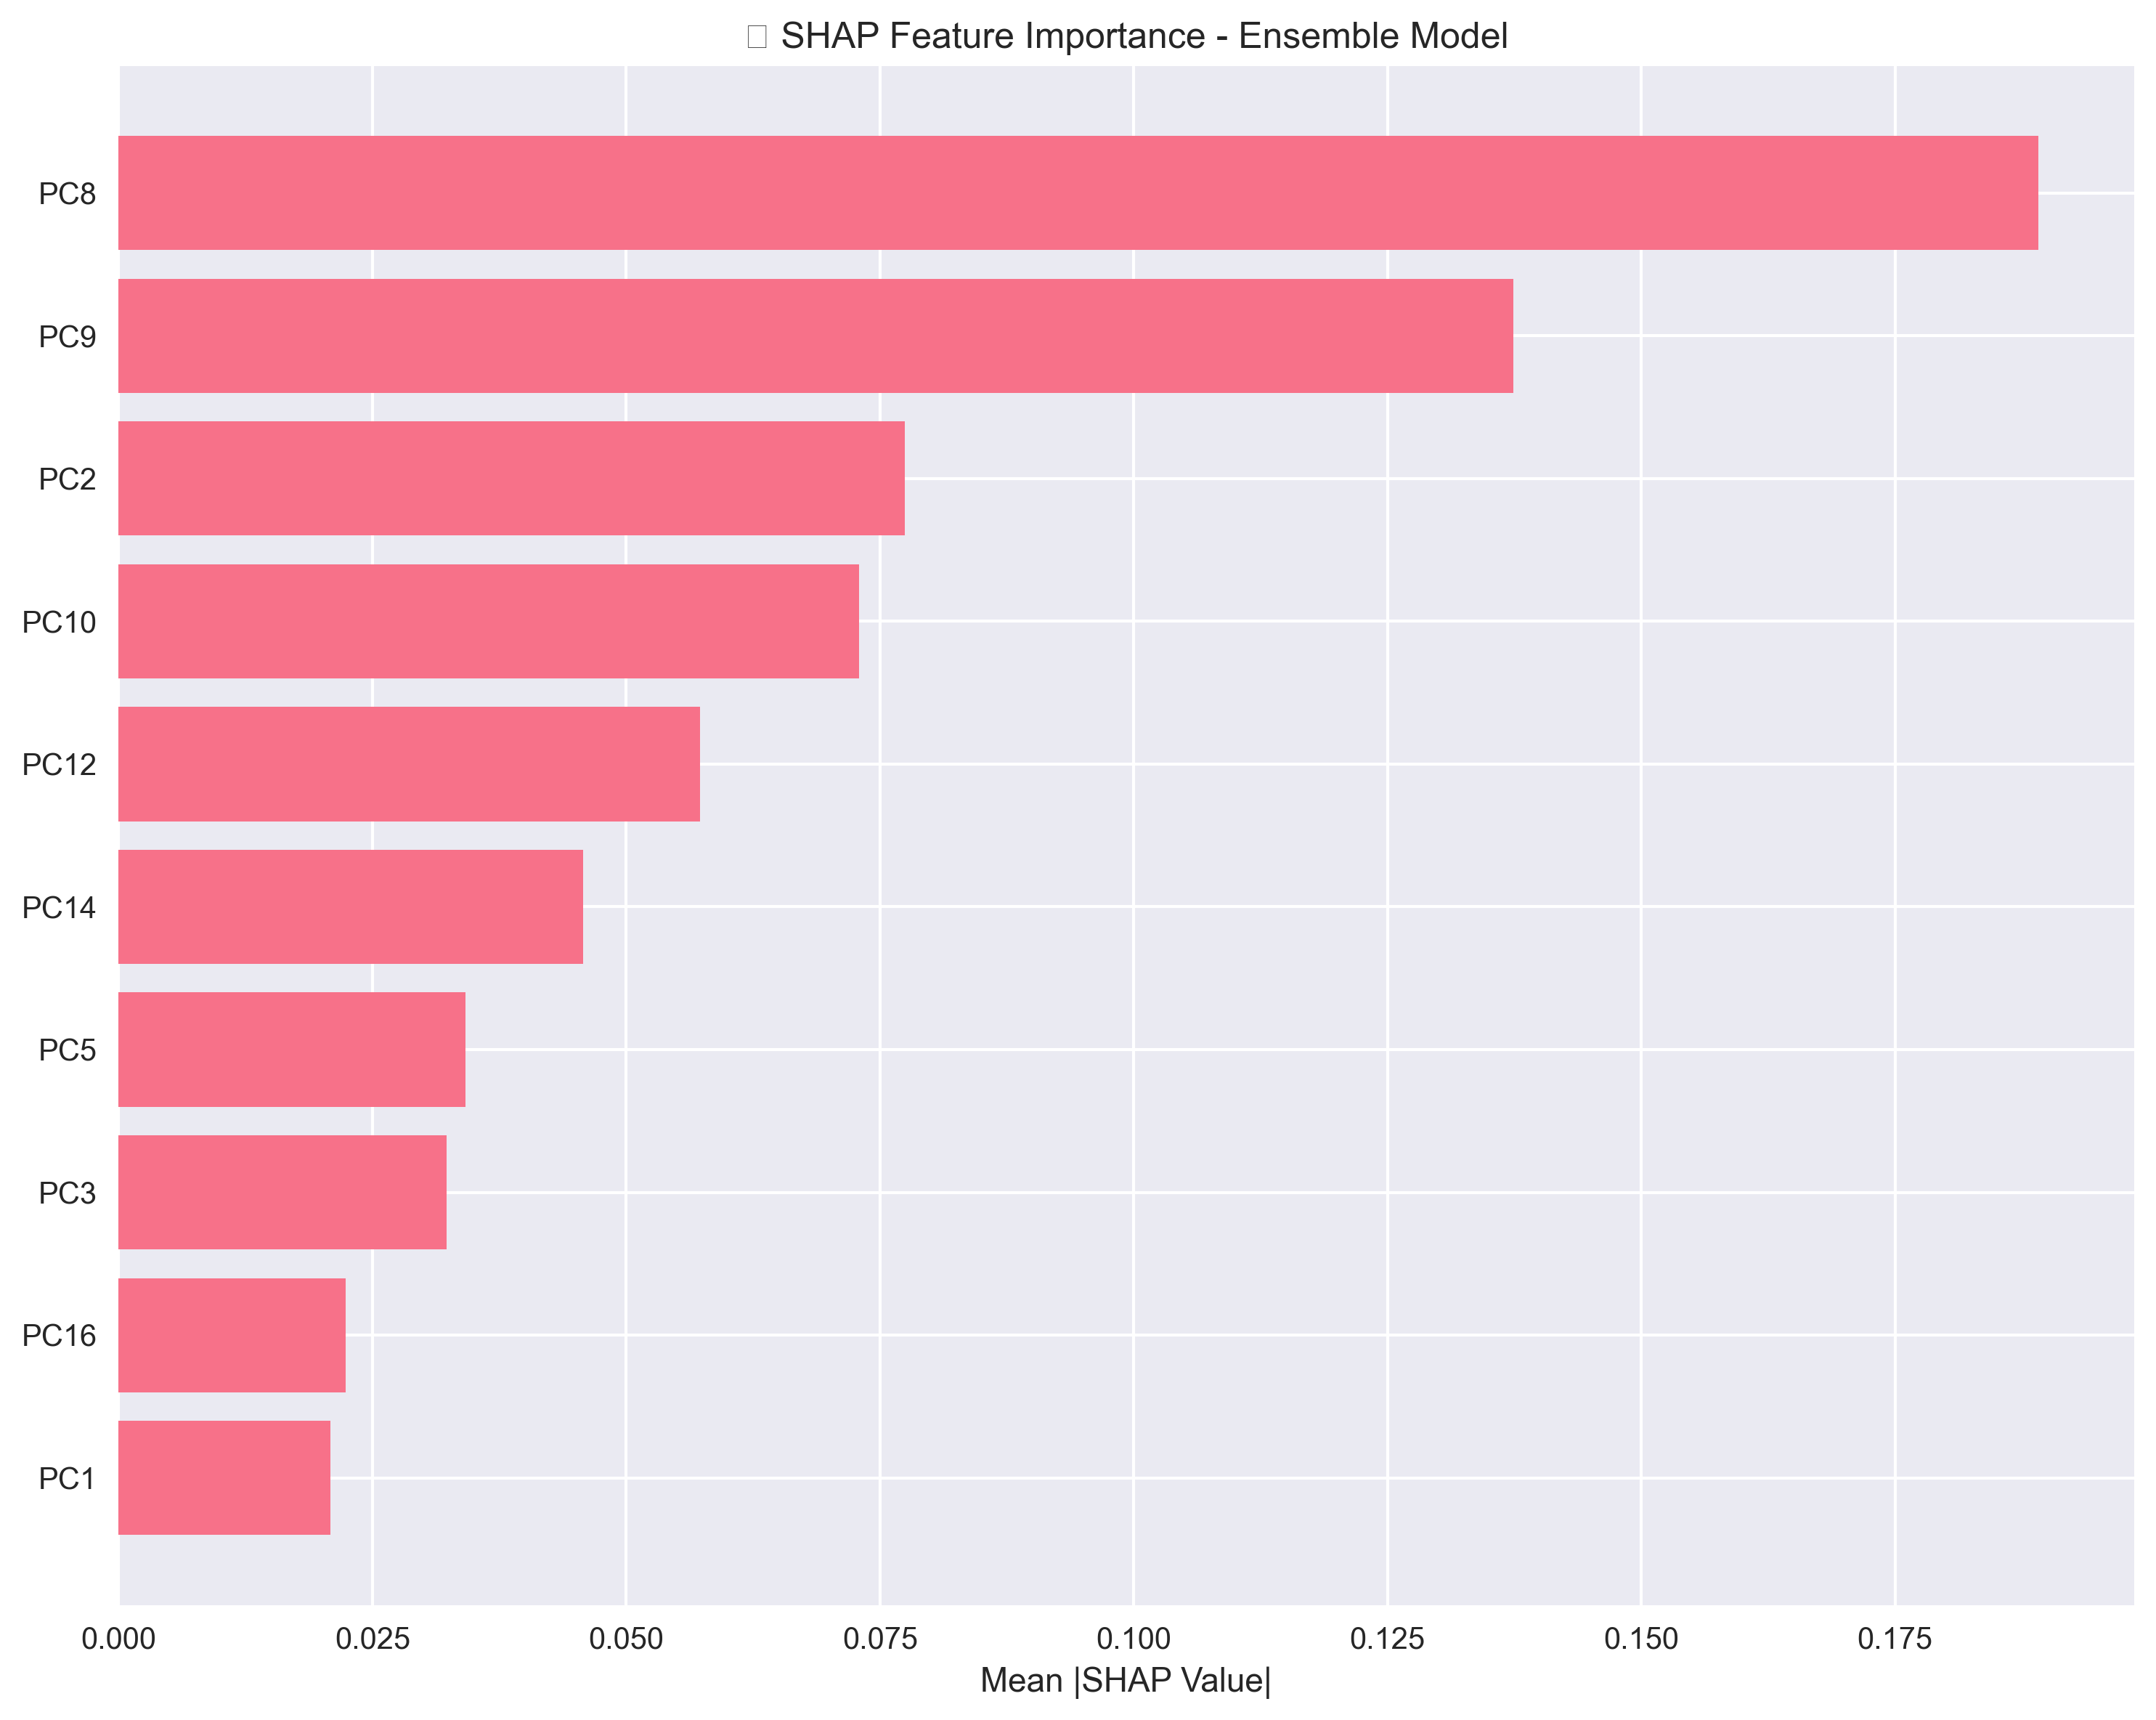 ▯ SHAP Feature Importance - Ensemble Model
PC8
PC9
PC2
PC10
PC12
PC14
PC5
PC3
PC16
PC1
0.000 0.025 0.050 0.075 0.100 0.125 0.150 0.175
Mean |SHAP Value|